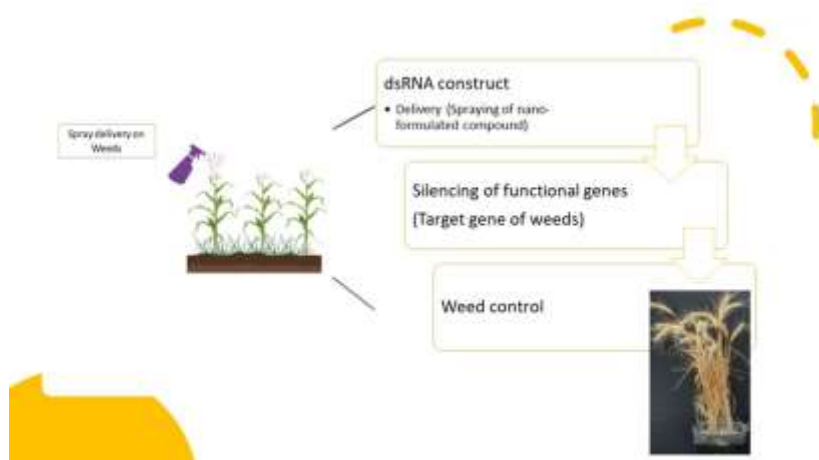 Spray delivery on
Weeds
dsRNA construct
• Delivery (Spraying of nano-
formulated compound)
Silencing of functional genes
(Target gene of weeds)
Weed control